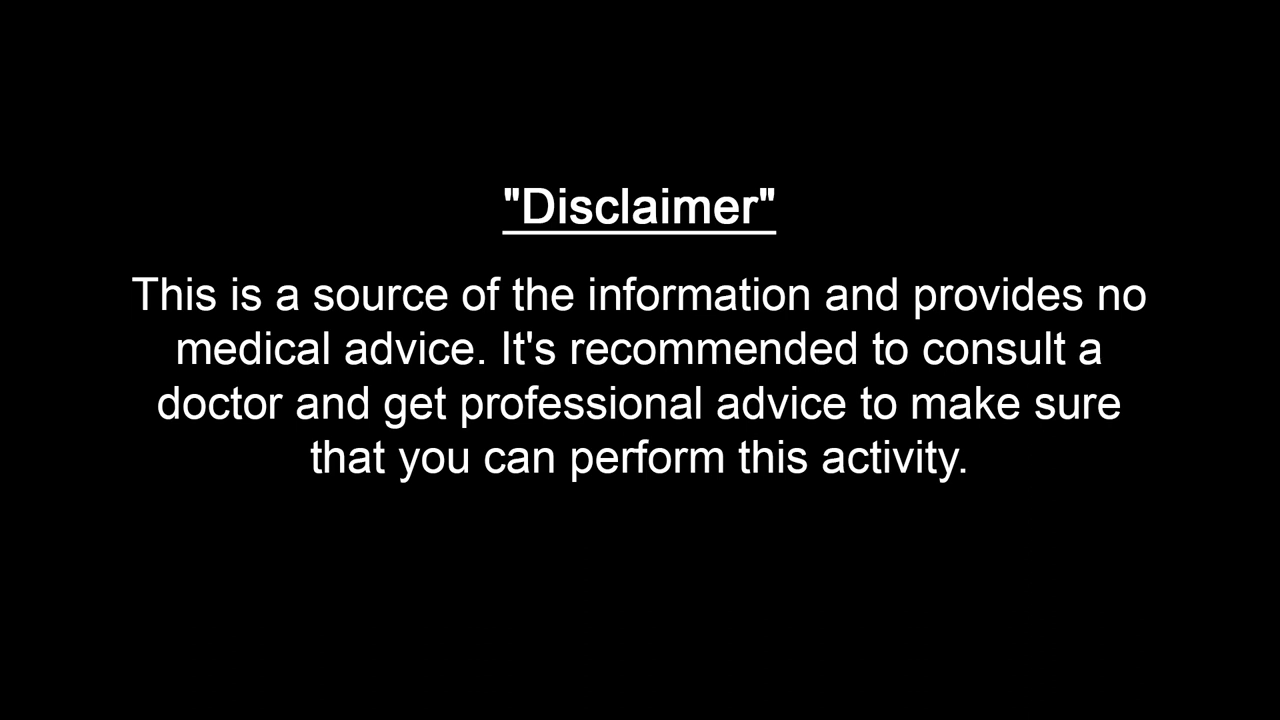 "Disclaimer"
This is a source of the information and provides no
medical advice. It's recommended to consult a
doctor and get professional advice to make sure
that you can perform this activity.